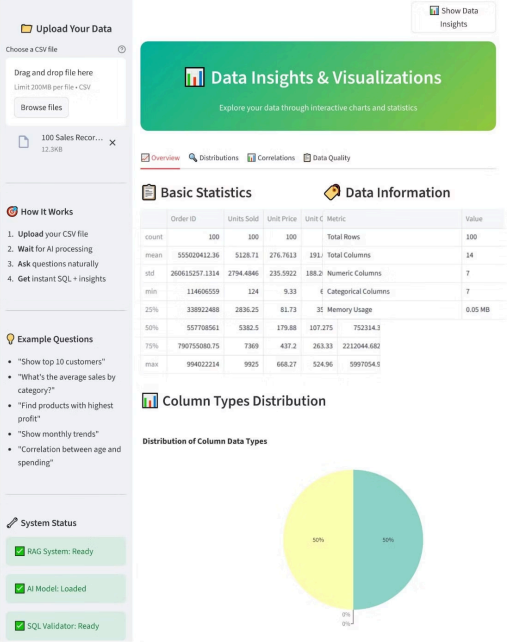 Show Data
Insights
Upload Your Data
Choose a CSV file
Drag and drop file here
Limit 200MB per file • CSV
Browse files
100 Sales Recor...
12.3KB
How It Works
1. Upload your CSV file
2. Wait for AI processing
3. Ask questions naturally
4. Get instant SQL + insights
Example Questions
"Show top 10 customers"
"What's the average sales by
category?"
"Find products with highest
profit"
"Show monthly trends"
"Correlation between age and
spending"
System Status
RAG System: Ready
AI Model: Loaded
SQL Validator: Ready
Data Insights & Visualizations
Explore your data through interactive charts and statistics
Overview Distributions Correlations Data Quality
Basic Statistics
Order ID Units Sold Unit Price Unit C
count 100 100 100
mean 555020412.36 5128.71 276.7613 191.
std 260615257.1314 2794.4846 235.5922 188.2
min 114606559 124 9.33 6
25% 338922488 2836.25 81.73 35
50% 557708561 5382.5 179.88 107.275 752314.3
75% 790755080.75 7369 437.2 263.33 2212044.682
max 994022214 9925 668.27 524.96 5997054.9
Data Information
Metric Value
Total Rows 100
Total Columns 14
Numeric Columns 7
Categorical Columns 7
Memory Usage 0.05 MB
Column Types Distribution
Distribution of Column Data Types
50% 50%
0%
0%